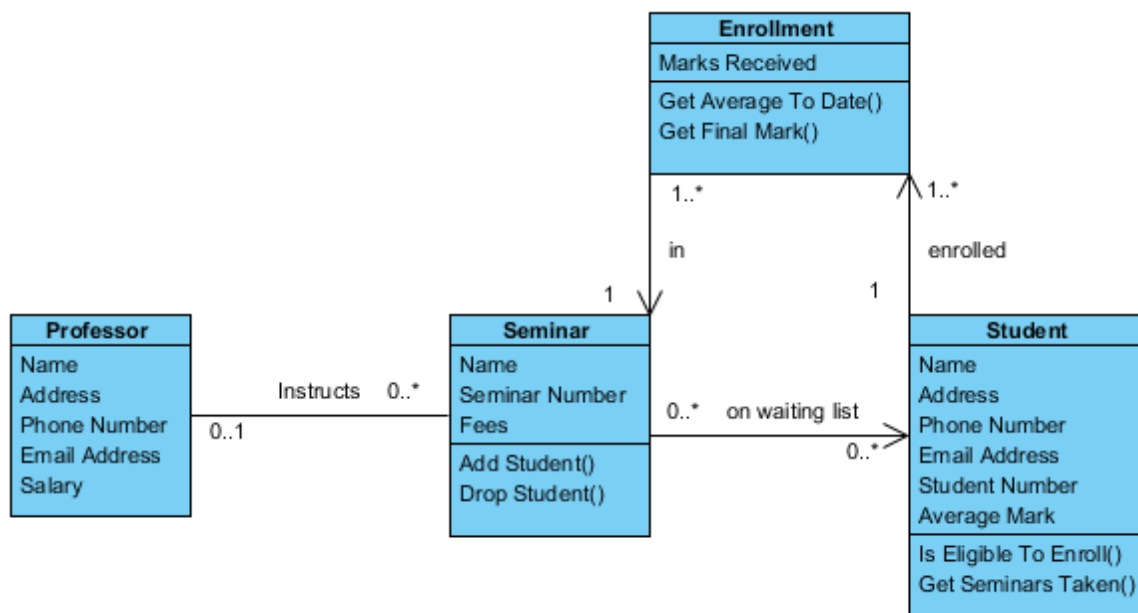 Enrollment
Marks Received
Get Average To Date()
Get Final Mark()
1..*
1..*
in
enrolled
1
1
Professor
Name
Address
Phone Number
Email Address
Salary
Instructs
0..*
0..1
Seminar
Name
Seminar Number
Fees
Add Student()
Drop Student()
0..*
on waiting list
0..*
Student
Name
Address
Phone Number
Email Address
Student Number
Average Mark
Is Eligible To Enroll()
Get Seminars Taken()